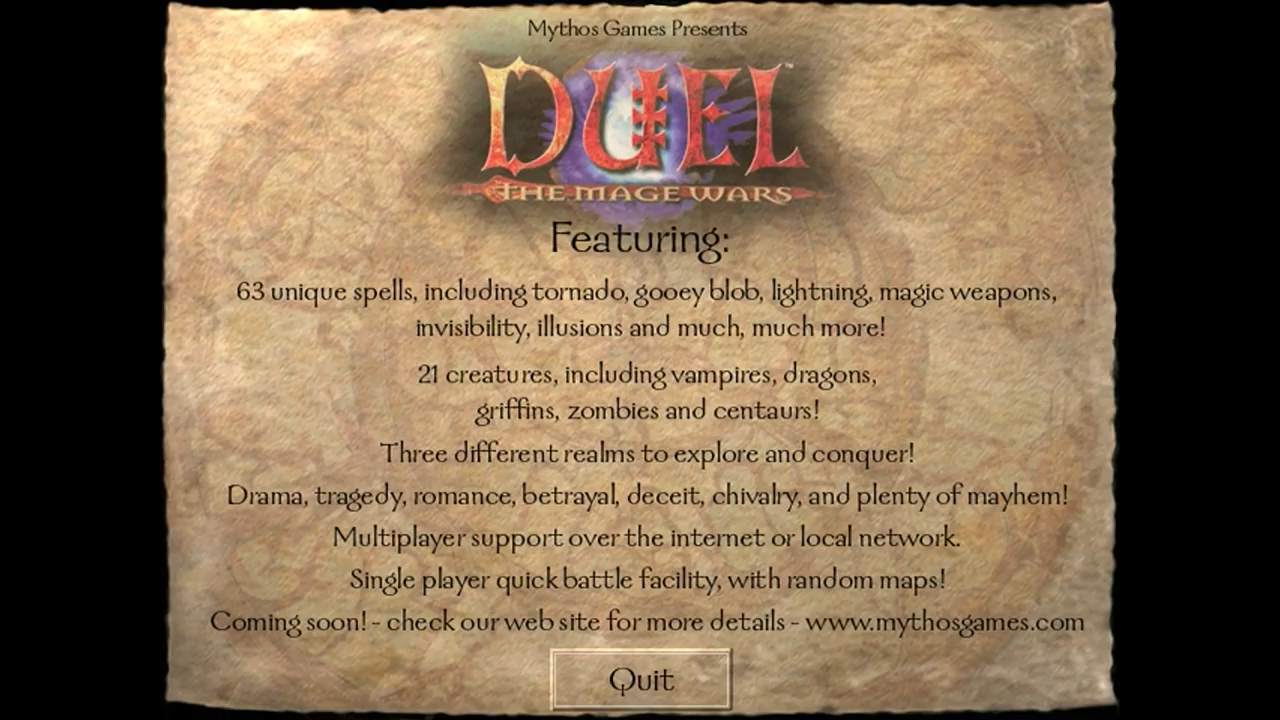 Mythos Games Presents
DUEL™
THE MAGE WARS
Featuring:
63 unique spells, including tornado, gooey blob, lightning, magic weapons,
invisibility, illusions and much, much more!
21 creatures, including vampires, dragons,
griffins, zombies and centaurs!
Three different realms to explore and conquer!
Drama, tragedy, romance, betrayal, deceit, chivalry, and plenty of mayhem!
Multiplayer support over the internet or local network.
Single player quick battle facility, with random maps!
Coming soon! - check our web site for more details - www.mythosgames.com
Quit